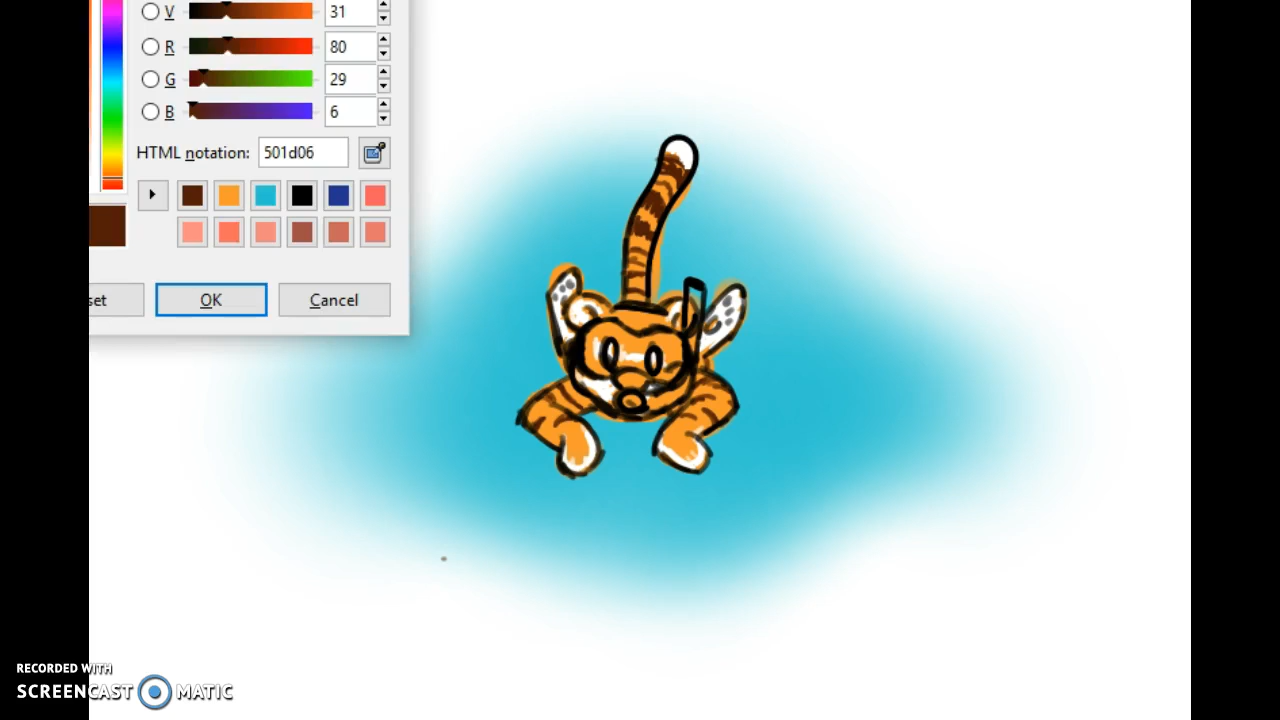 V 31
R 80
G 29
B 6
HTML notation: 501d06
set OK Cancel
RECORDED WITH
SCREENCAST MATIC